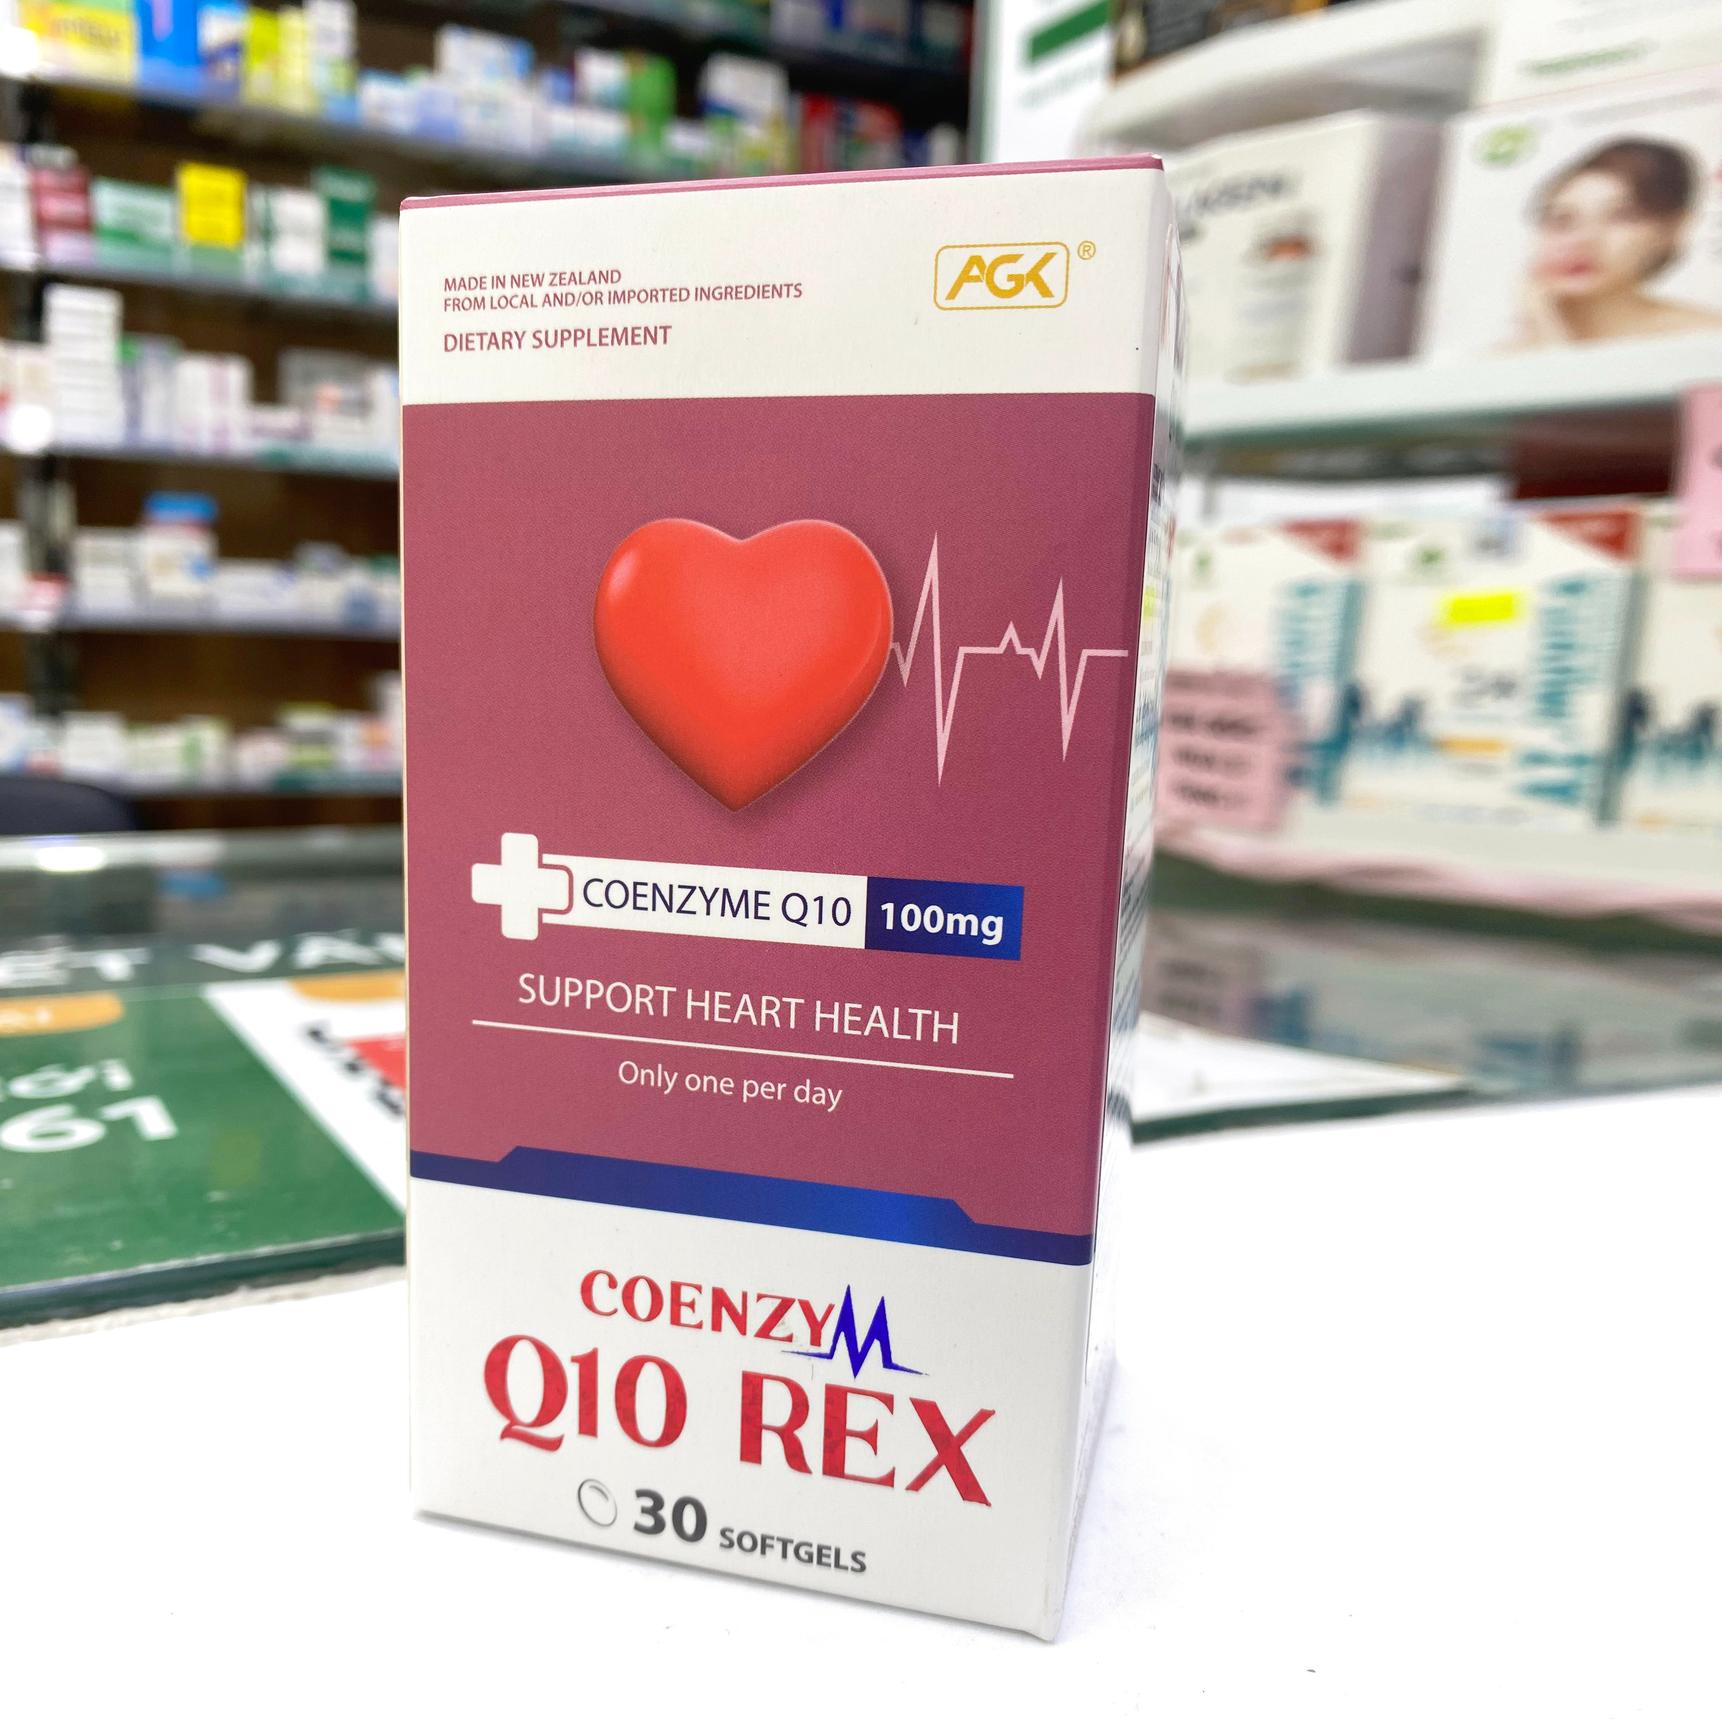 MADE IN NEW ZEALAND
FROM LOCAL AND/OR IMPORTED INGREDIENTS
DIETARY SUPPLEMENT
AGK ®
COENZYME Q10 100mg
SUPPORT HEART HEALTH
Only one per day
COENZYM
Q10 REX
30 SOFTGELS